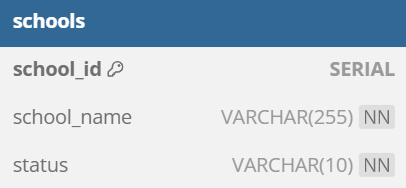 schools
school_id SERIAL
school_name VARCHAR(255) NN
status VARCHAR(10) NN